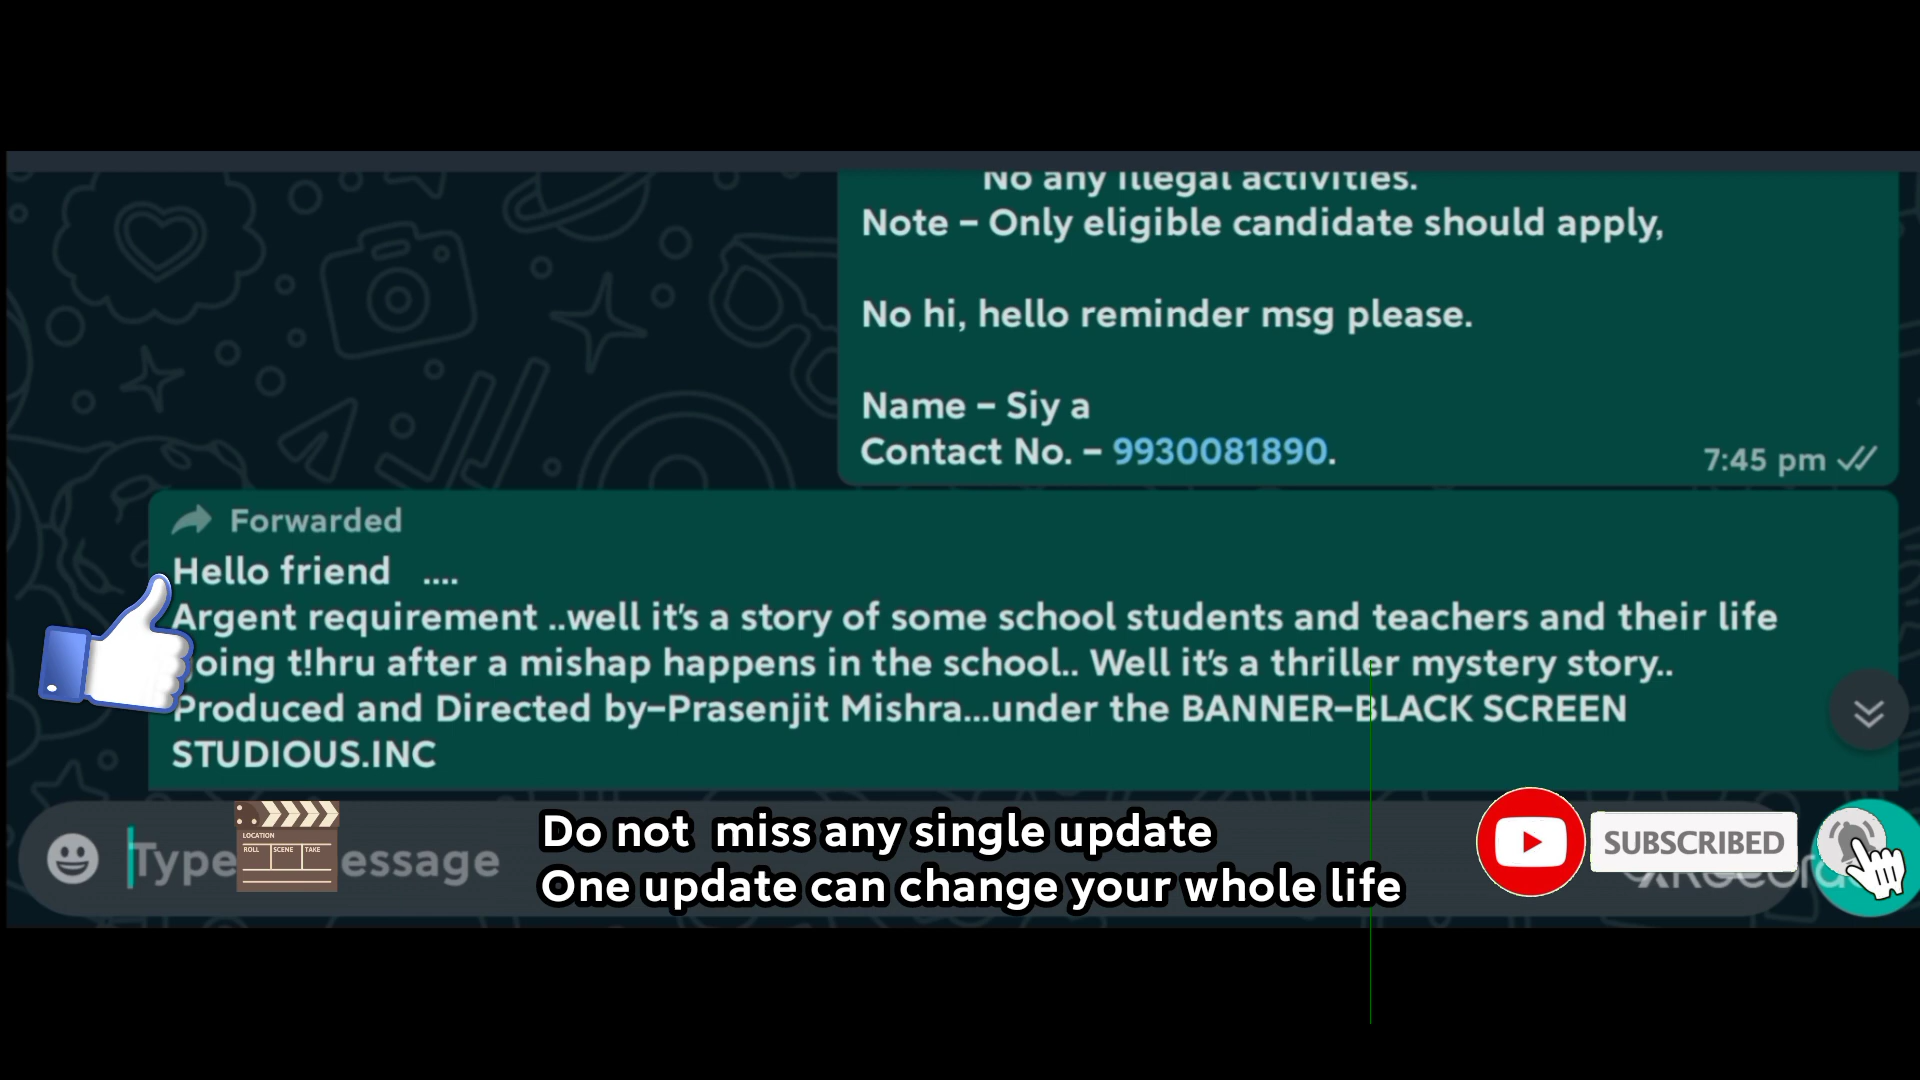 No any illegal activities.
Note – Only eligible candidate should apply,
No hi, hello reminder msg please.
Name – Siy a
Contact No. – 9930081890.
7:45 pm
Forwarded
Hello friend ....
Argent requirement ..well it's a story of some school students and teachers and their life
oing t!hru after a mishap happens in the school.. Well it's a thriller mystery story..
Produced and Directed by–Prasenjit Mishra...under the BANNER–BLACK SCREEN
STUDIOUS.INC
LOCATION
ROLL SCENE TAKE
Type essage
Do not miss any single update
One update can change your whole life
SUBSCRIBED